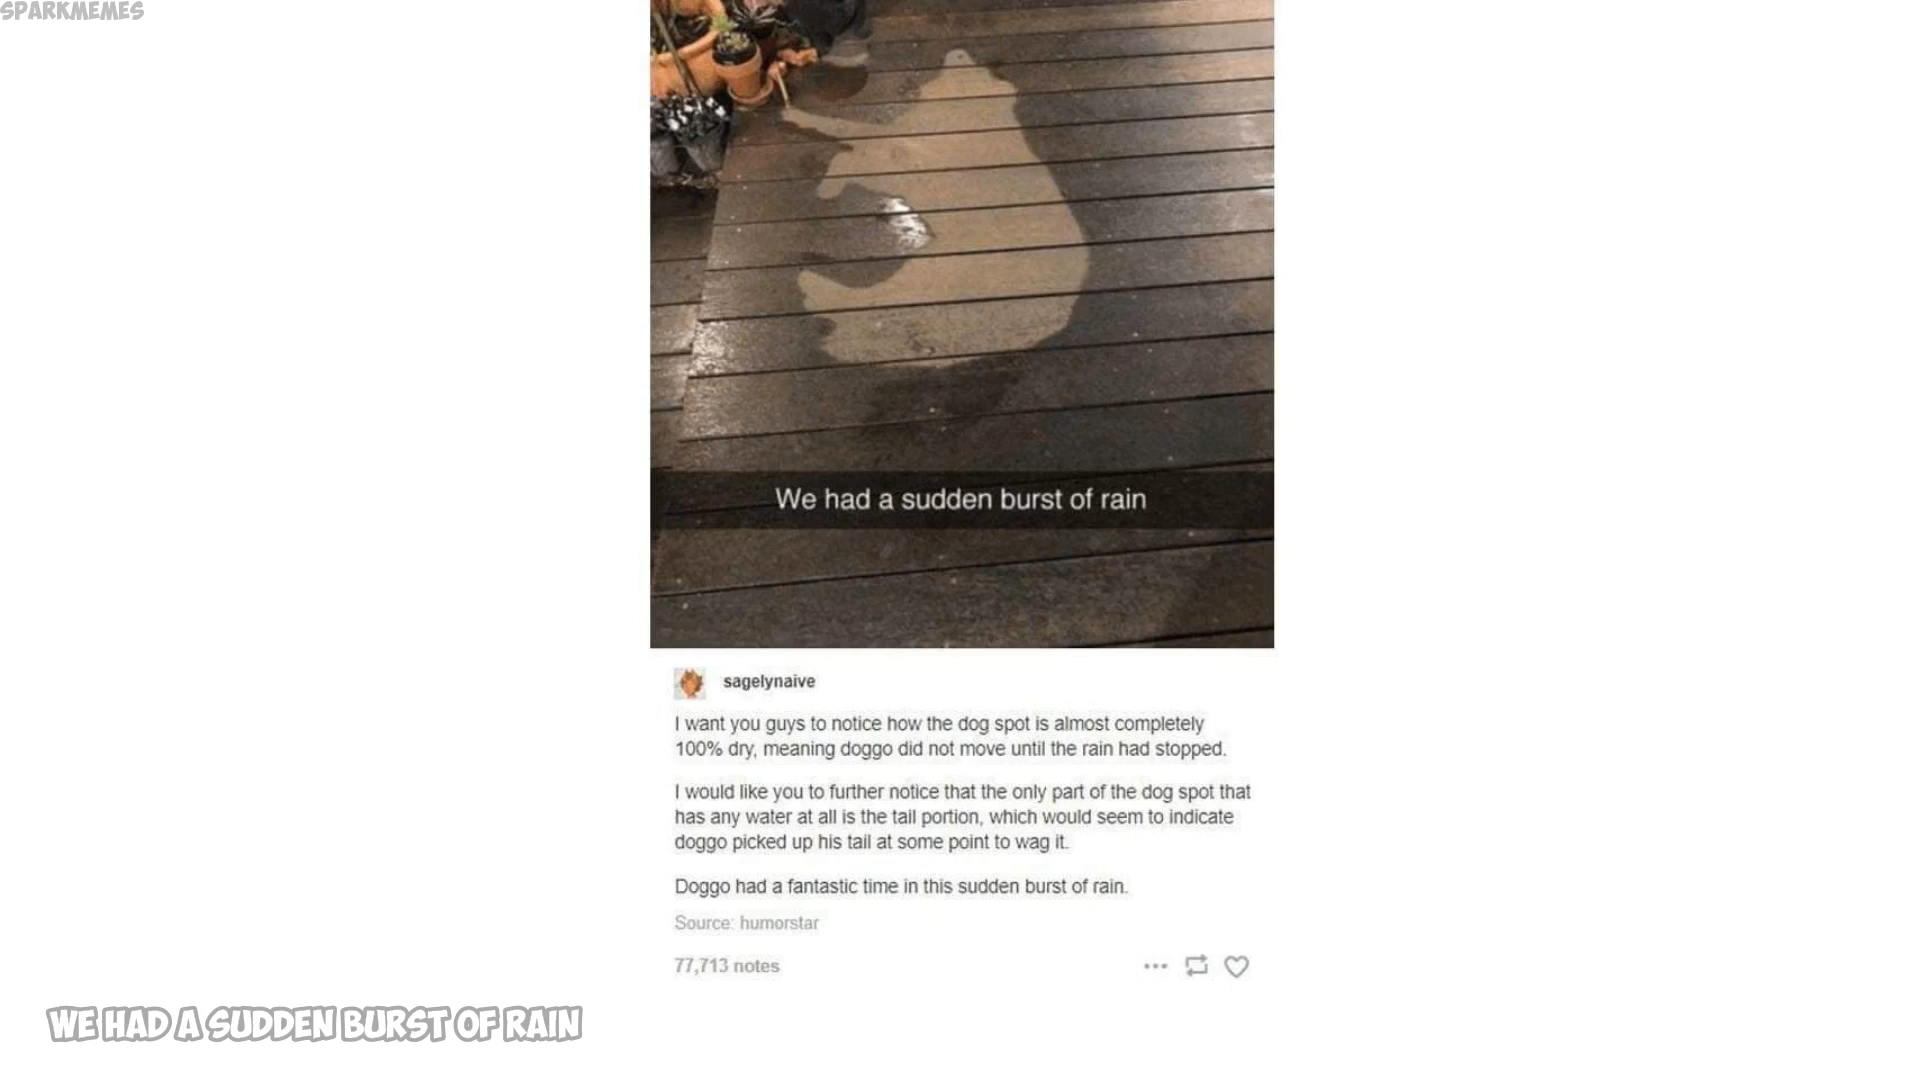 SPARKMEMES
We had a sudden burst of rain
sagelynaive
I want you guys to notice how the dog spot is almost completely
100% dry, meaning doggo did not move until the rain had stopped.
I would like you to further notice that the only part of the dog spot that
has any water at all is the tail portion, which would seem to indicate
doggo picked up his tail at some point to wag it.
Doggo had a fantastic time in this sudden burst of rain.
Source: humorstar
77,713 notes
WE HAD A SUDDEN BURST OF RAIN